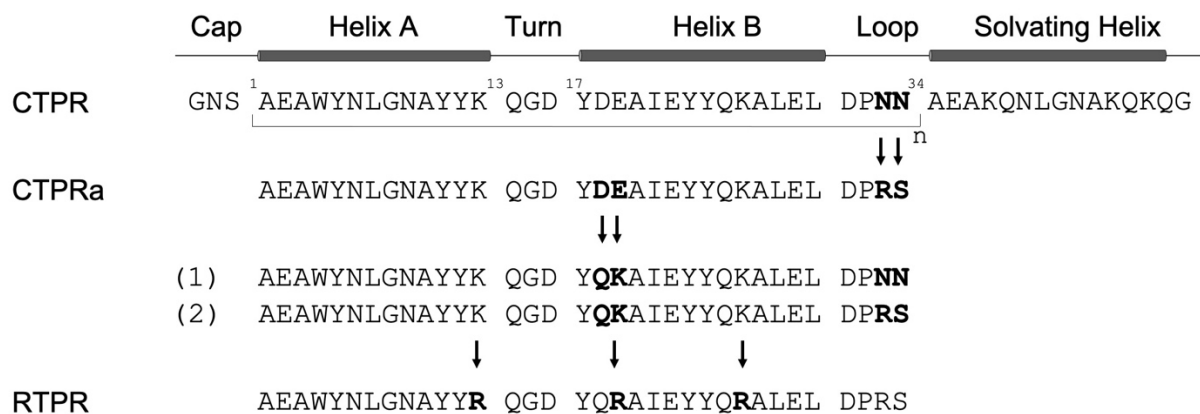 Cap Helix A Turn Helix B Loop Solvating Helix
1 13 17 34
CTPR GNS AEAWYNLGNAYYK QGD YDEAIEYYQKALEL DPNN AEAKQNLGNAKQKQG
n
CTPRa AEAWYNLGNAYYK QGD YDEAIEYYQKALEL DPRS
(1) AEAWYNLGNAYYK QGD YQKAIEYYQKALEL DPNN
(2) AEAWYNLGNAYYK QGD YQKAIEYYQKALEL DPRS
RTPR AEAWYNLGNAYYR QGD YQRAIEYYQRALEL DPRS